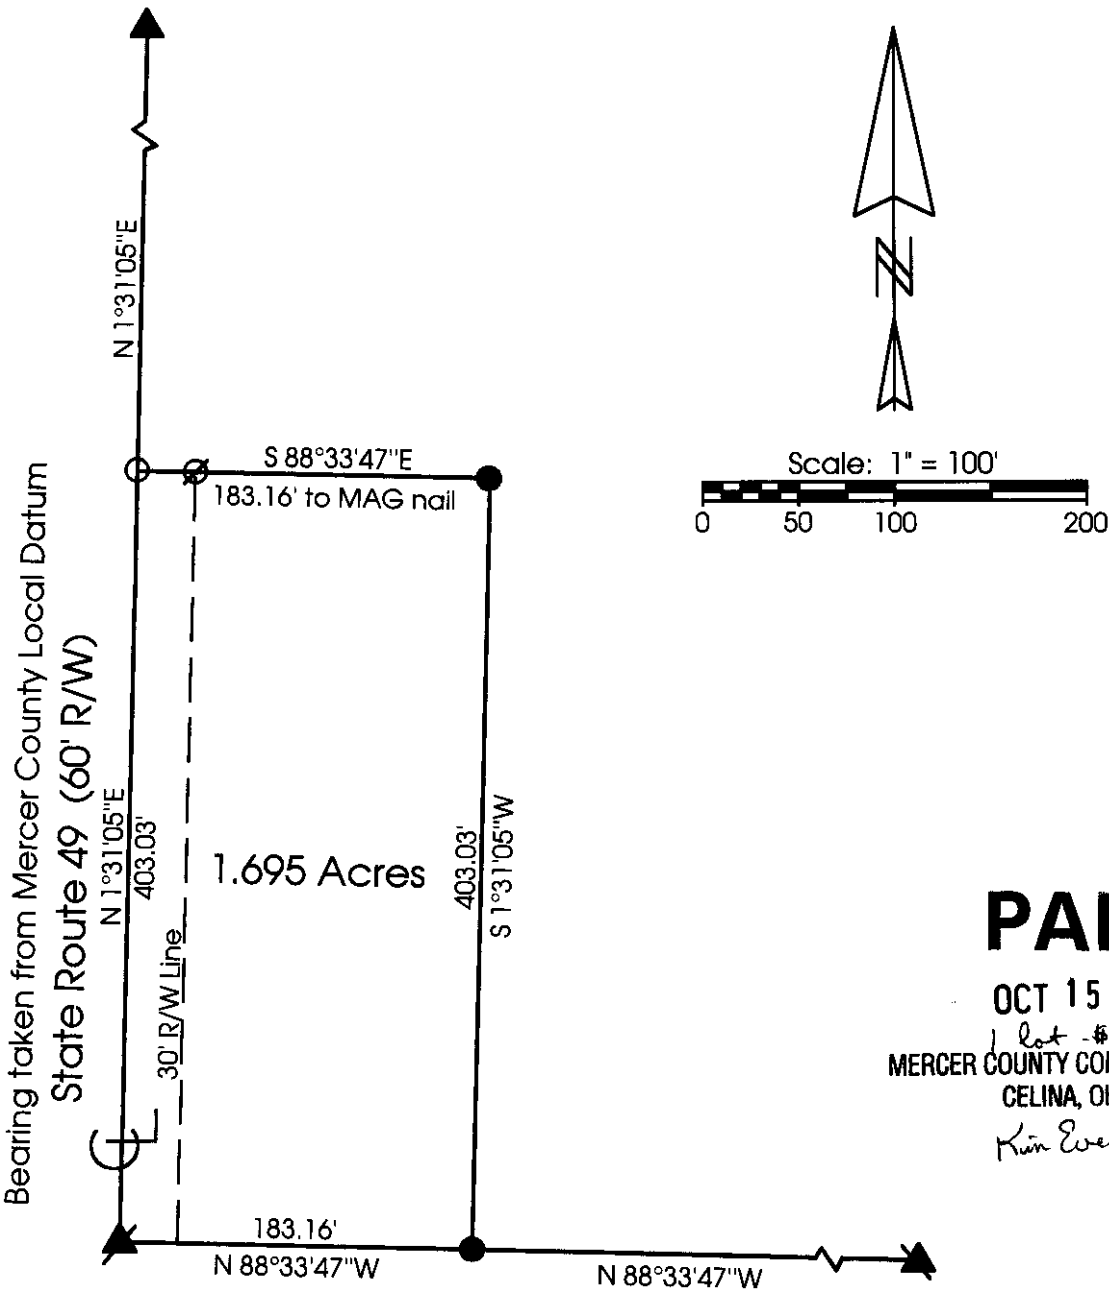 N 1°31'05"E
S 88°33'47"E
183.16' to MAG nail
N
Scale: 1" = 100'
0 50 100 200
Bearing taken from Mercer County Local Datum
State Route 49 (60' R/W)
N 1°31'05"E
403.03'
30' R/W Line
1.695 Acres
403.03'
S 1°31'05"W
183.16'
N 88°33'47"W
N 88°33'47"W
OCT 15
1 lot - $
MERCER COUNTY
CELINA,
Kim